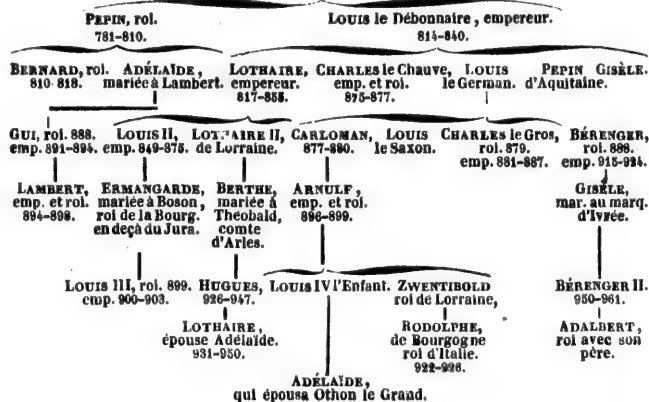 PEPIN, roi. LOUIS le Débonnaire, empereur.
781-810. 814-840.
BERNARD, roi. ADÉLAÏDE, LOTHAIRE, CHARLES le Chauve, LOUIS PEPIN GISÈLE.
810-818. mariée à Lambert. empereur. emp. et roi. le German. d'Aquitaine.
817-855. 875-877.
GUI, roi. 888. LOUIS II, LOTHAIRE II, CARLOMAN, LOUIS CHARLES le Gros, BÉRENGER,
emp. 891-894. emp. 849-875. de Lorraine. 877-880. le Saxon. roi. 879. roi. 888.
emp. 881-887. emp. 915-924.
LAMBERT, ERMANGARDE, BERTHE, ARNULF, GISÈLE,
emp. et roi. mariée à Boson, mariée à emp. et roi. mar. au marq.
894-898. roi de la Bourg. Théobald, 896-899. d'Ivrée.
en deçà du Jura. comte
d'Arles.
LOUIS III, roi. 899. HUGUES, LOUIS IV l'Enfant. ZWENTIBOLD BÉRENGER II.
emp. 900-903. 926-947. roi de Lorraine, 950-961.
LOTHAIRE, RODOLPHE, ADALBERT,
épouse Adélaïde. de Bourgogne roi avec son
931-950. roi d'Italie. père.
922-926.
ADÉLAÏDE,
qui épousa Othon le Grand.